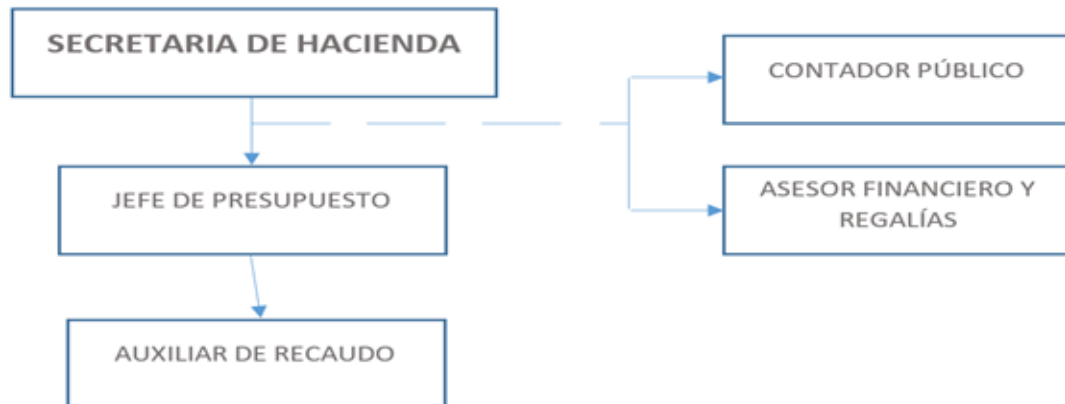 SECRETARIA DE HACIENDA
CONTADOR PÚBLICO
JEFE DE PRESUPUESTO
ASESOR FINANCIERO Y
REGALÍAS
AUXILIAR DE RECAUDO